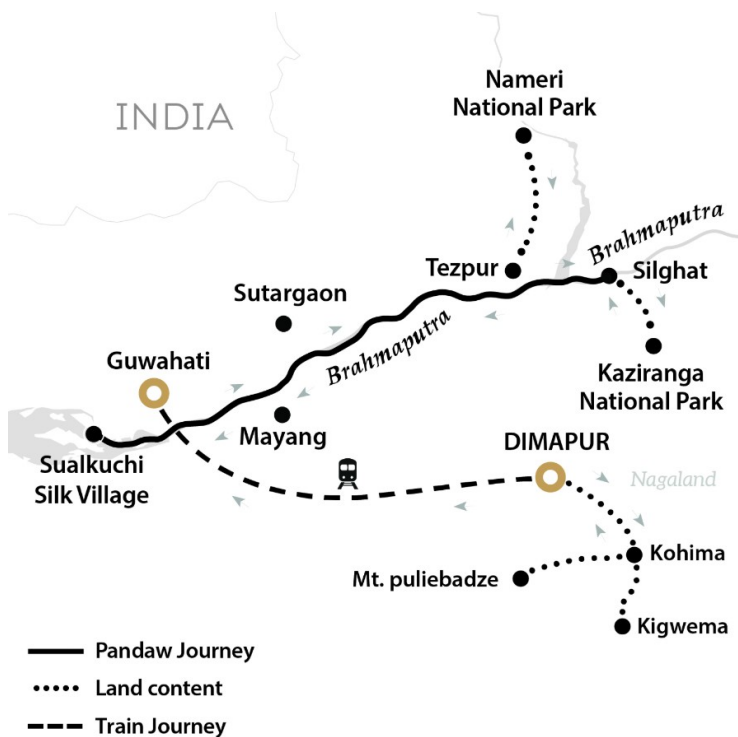 INDIA
Nameri
National Park
Brahmaputra
Tezpur
Silghat
Sutargaon
Brahmaputra
Guwahati
Kaziranga
National Park
Mayang
Sualkuchi
Silk Village
DIMAPUR
Nagaland
Kohima
Mt. puliebadze
Kigwema
Pandaw Journey
Land content
Train Journey